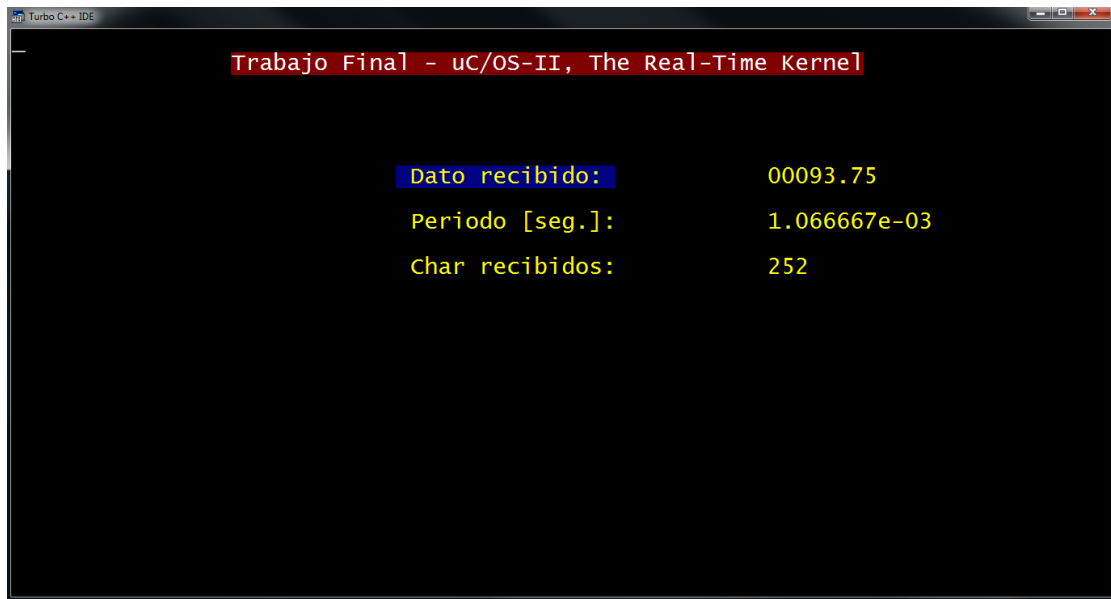 Turbo C++ IDE
Trabajo Final - uC/OS-II, The Real-Time Kernel
Dato recibido: 00093.75
Periodo [seg.]: 1.066667e-03
Char recibidos: 252